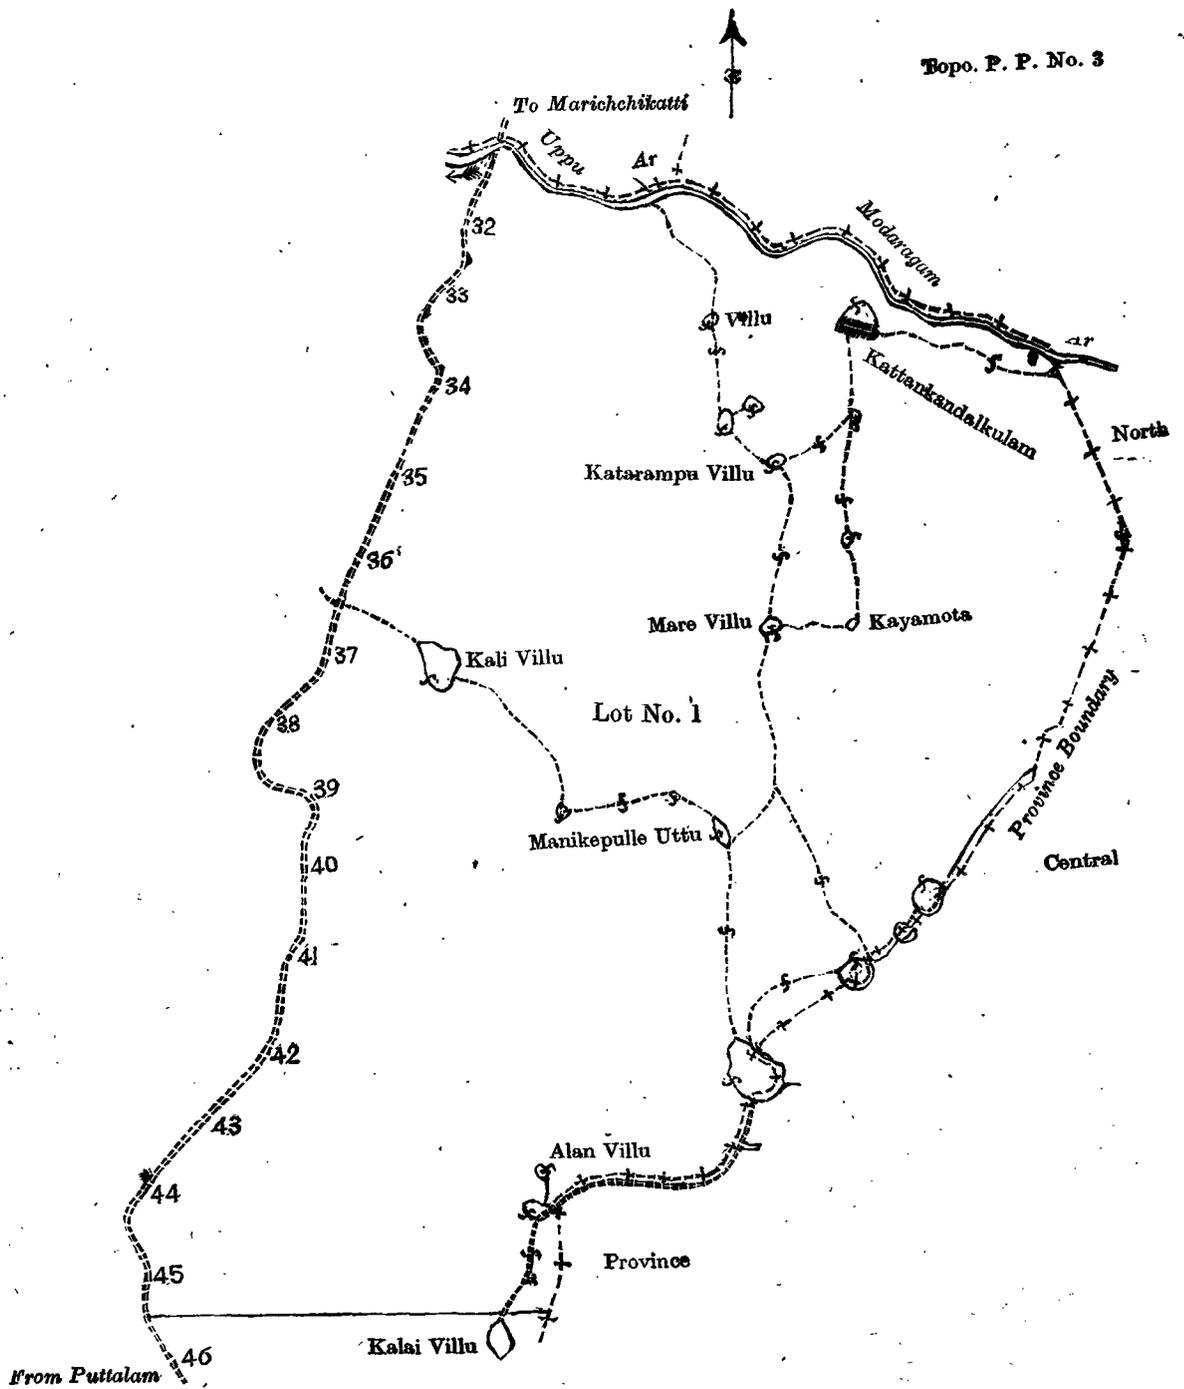 Topo. P. P. No. 3
To Marichchikatti
Uppu
Ar
Modaragam
Ar
32
33
Villu
Kattankandalkulam
34
North
35
Katarampu Villu
36
Mare Villu
Kayamota
37
Kali Villu
Lot No. 1
38
Province Boundary
39
Manikepulle Uttu
40
Central
41
42
43
Alan Villu
44
Province
45
Kalai Villu
46
From Puttalam